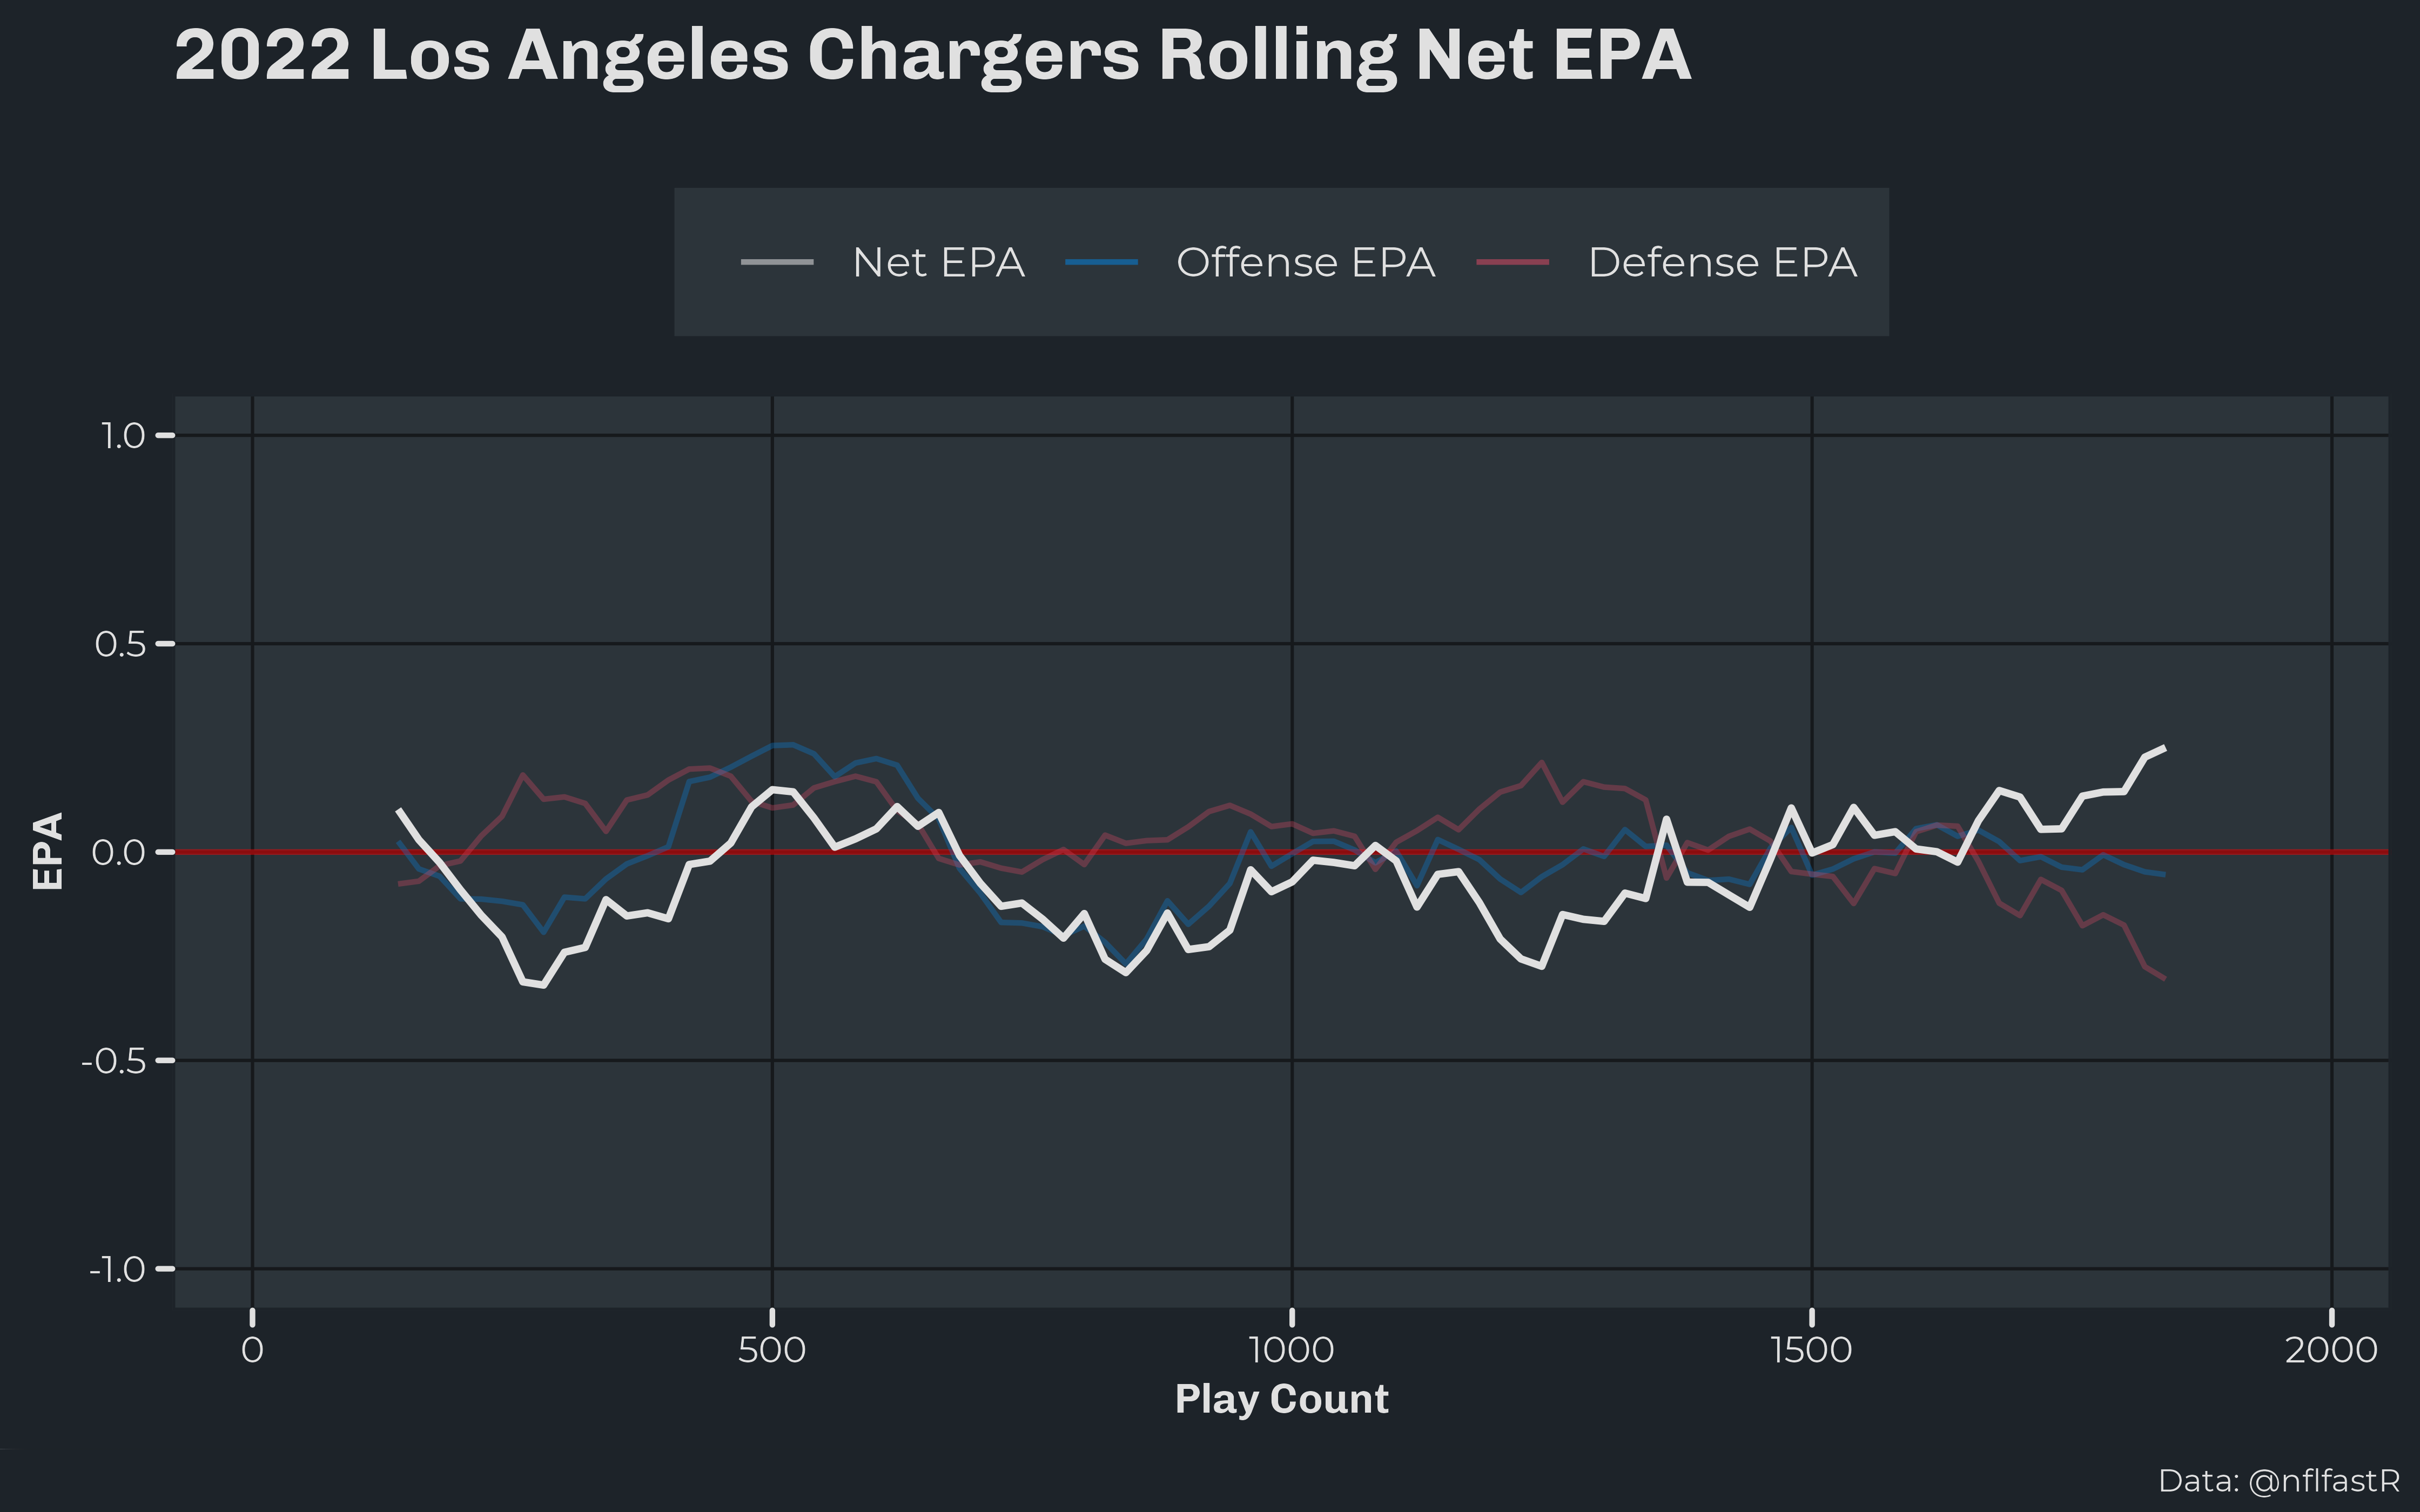 2022 Los Angeles Chargers Rolling Net EPA
Net EPA Offense EPA Defense EPA
1.0
0.5
0.0
-0.5
-1.0
EPA
0 500 1000 1500 2000
Play Count
Data: @nflfastR